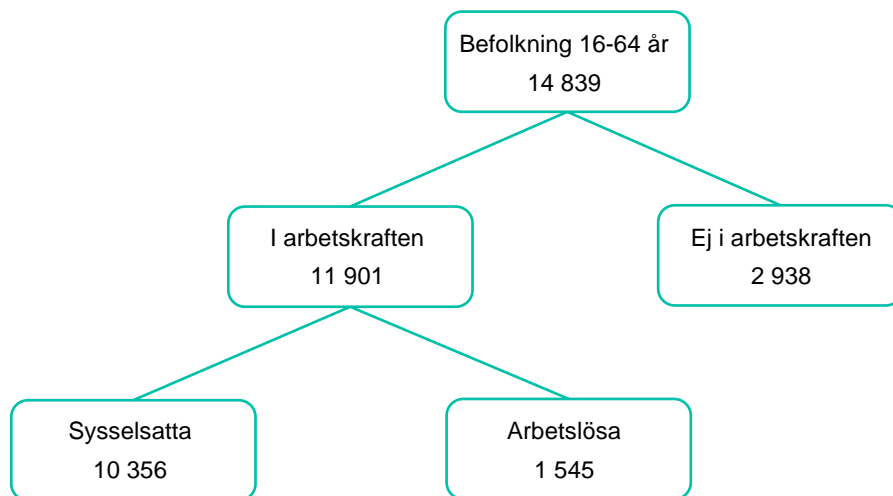 Befolkning 16-64 år
14 839
I arbetskraften
11 901
Ej i arbetskraften
2 938
Sysselsatta
10 356
Arbetslösa
1 545